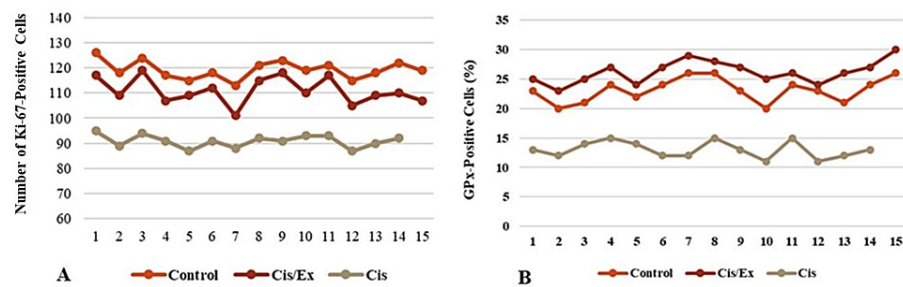 Number of Ki-67-Positive Cells
140
130
120
110
100
90
80
70
60
1 2 3 4 5 6 7 8 9 10 11 12 13 14 15
A
Control Cis/Ex Cis
GPx-Positive Cells (%)
35%
30
25
20
15
10
5
0
1 2 3 4 5 6 7 8 9 10 11 12 13 14 15
B
Control Cis/Ex Cis